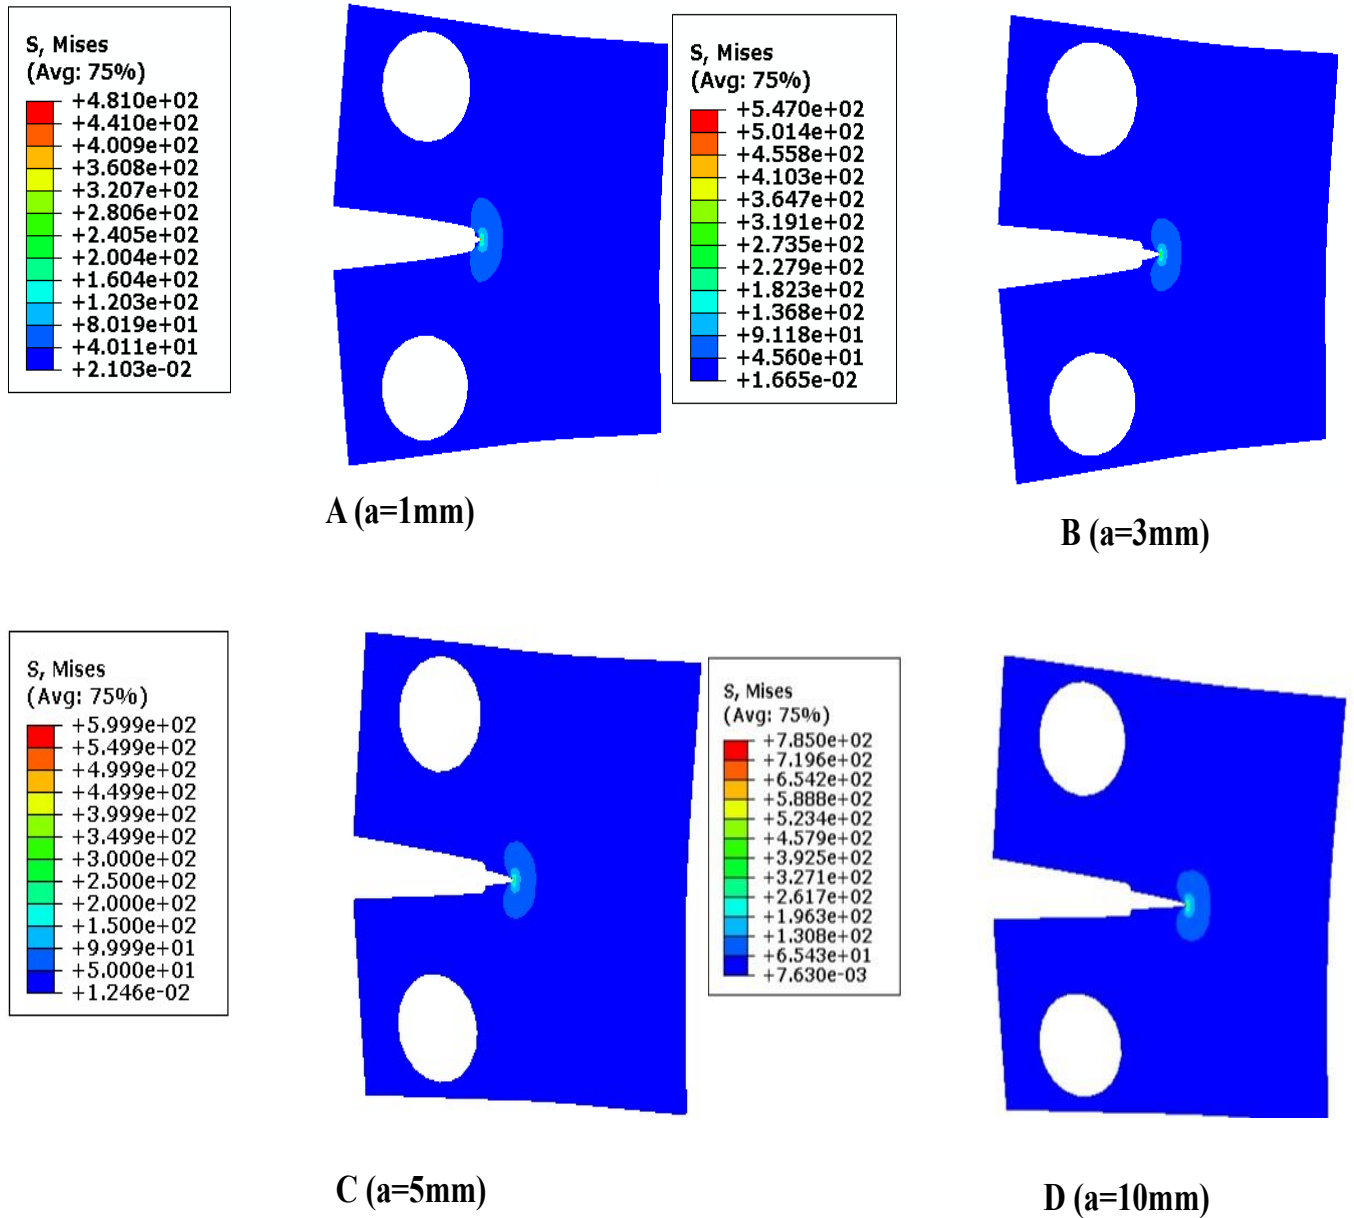 S, Mises
(Avg: 75%)
+4.810e+02
+4.410e+02
+4.009e+02
+3.608e+02
+3.207e+02
+2.806e+02
+2.405e+02
+2.004e+02
+1.604e+02
+1.203e+02
+8.019e+01
+4.011e+01
+2.103e-02
A (a=1mm)
S, Mises
(Avg: 75%)
+5.470e+02
+5.014e+02
+4.558e+02
+4.103e+02
+3.647e+02
+3.191e+02
+2.735e+02
+2.279e+02
+1.823e+02
+1.368e+02
+9.118e+01
+4.560e+01
+1.665e-02
B (a=3mm)
S, Mises
(Avg: 75%)
+5.999e+02
+5.499e+02
+4.999e+02
+4.499e+02
+3.999e+02
+3.499e+02
+3.000e+02
+2.500e+02
+2.000e+02
+1.500e+02
+9.999e+01
+5.000e+01
+1.246e-02
C (a=5mm)
S, Mises
(Avg: 75%)
+7.850e+02
+7.196e+02
+6.542e+02
+5.888e+02
+5.234e+02
+4.579e+02
+3.925e+02
+3.271e+02
+2.617e+02
+1.963e+02
+1.308e+02
+6.543e+01
+7.630e-03
D (a=10mm)